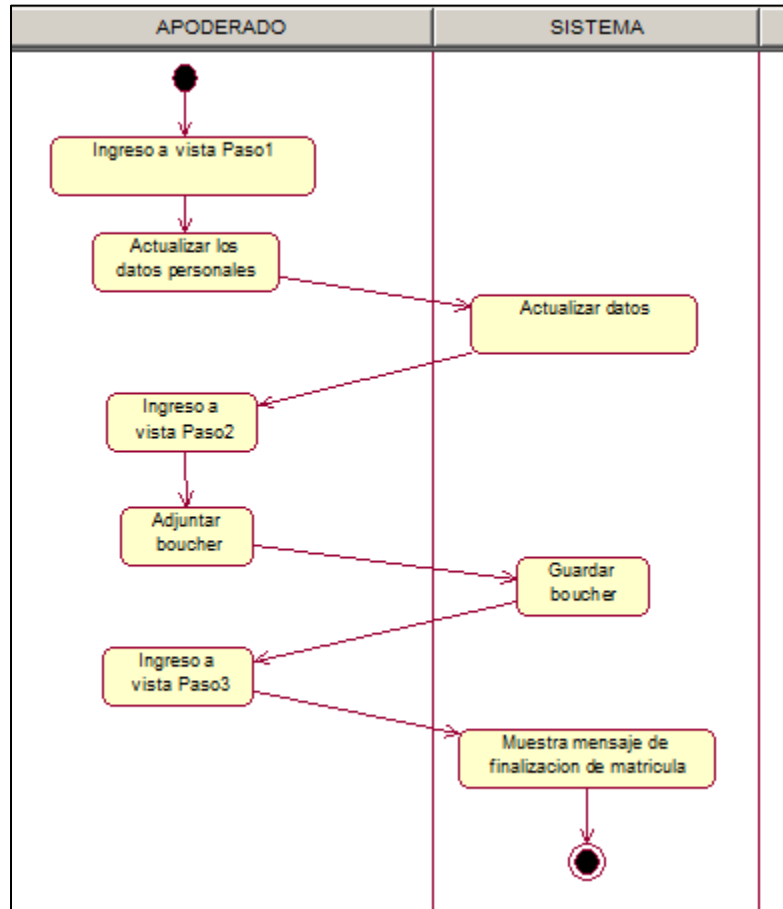 APODERADO
SISTEMA
Ingreso a vista Paso1
Actualizar los
datos personales
Actualizar datos
Ingreso a
vista Paso2
Adjuntar
boucher
Guardar
boucher
Ingreso a
vista Paso3
Muestra mensaje de
finalizacion de matricula